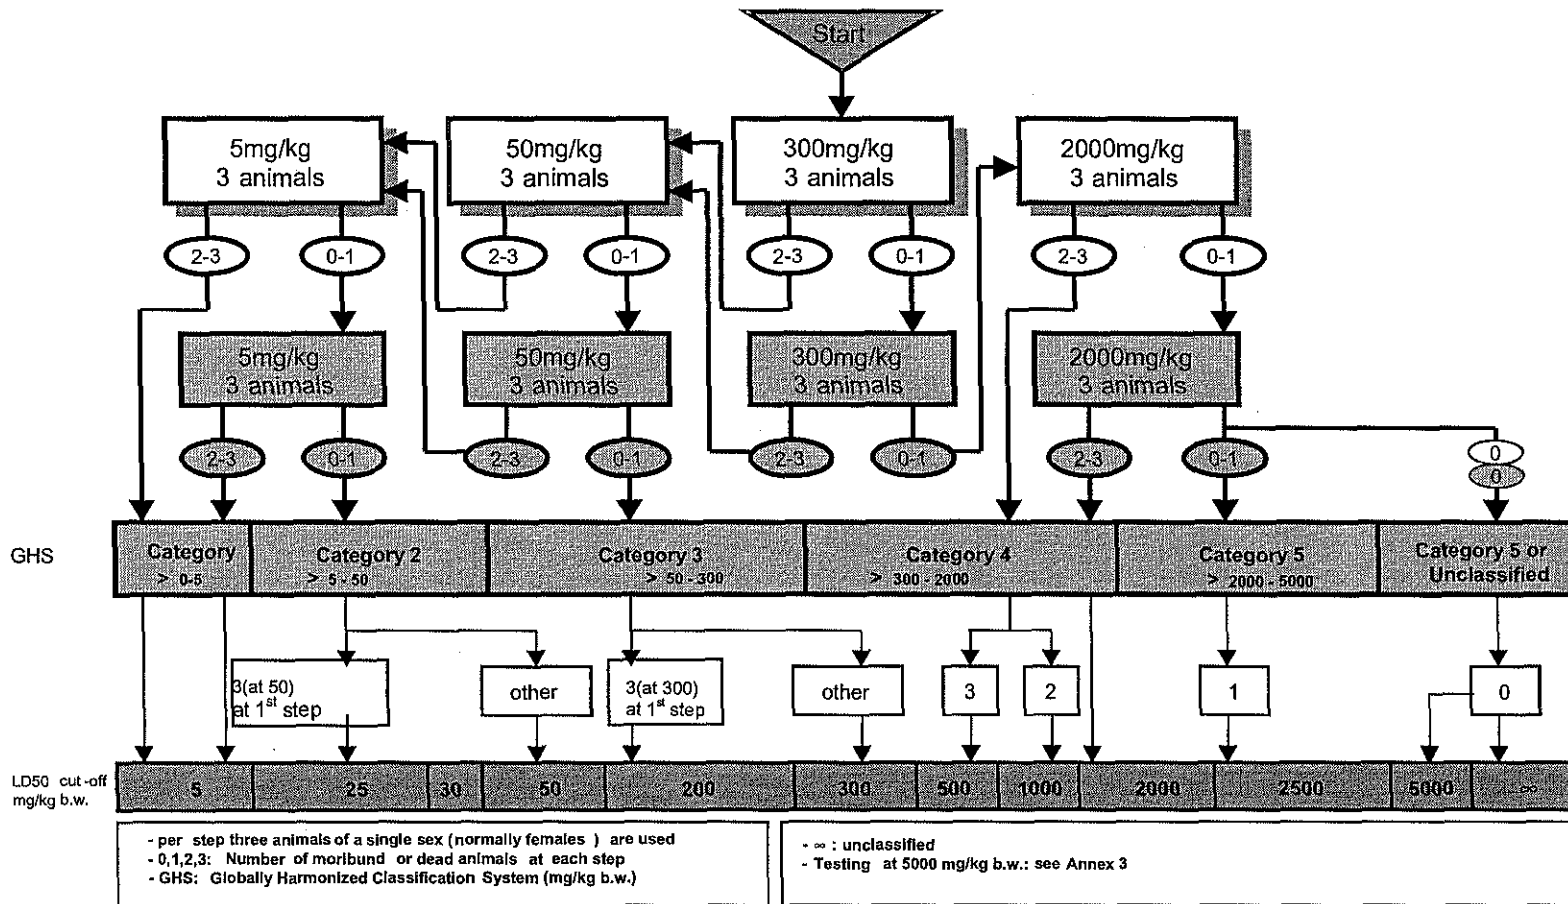 Start
5mg/kg
3 animals
50mg/kg
3 animals
300mg/kg
3 animals
2000mg/kg
3 animals
2-3
0-1
2-3
0-1
2-3
0-1
2-3
0-1
5mg/kg
3 animals
50mg/kg
3 animals
300mg/kg
3 animals
2000mg/kg
3 animals
2-3
0-1
2-3
0-1
2-3
0-1
2-3
0-1
0
0
GHS
Category
> 0-5
Category 2
> 5 - 50
Category 3
> 50 - 300
Category 4
> 300 - 2000
Category 5
> 2000 - 5000
Category 5 or
Unclassified
3(at 50)
at 1st step
other
3(at 300)
at 1st step
other
3
2
1
0
LD50 cut-off
mg/kg b.w.
5
25
30
50
200
300
500
1000
2000
2500
5000
∞
- per step three animals of a single sex (normally females ) are used
- 0,1,2,3: Number of moribund or dead animals at each step
- GHS: Globally Harmonized Classification System (mg/kg b.w.)
- ∞ : unclassified
- Testing at 5000 mg/kg b.w.: see Annex 3